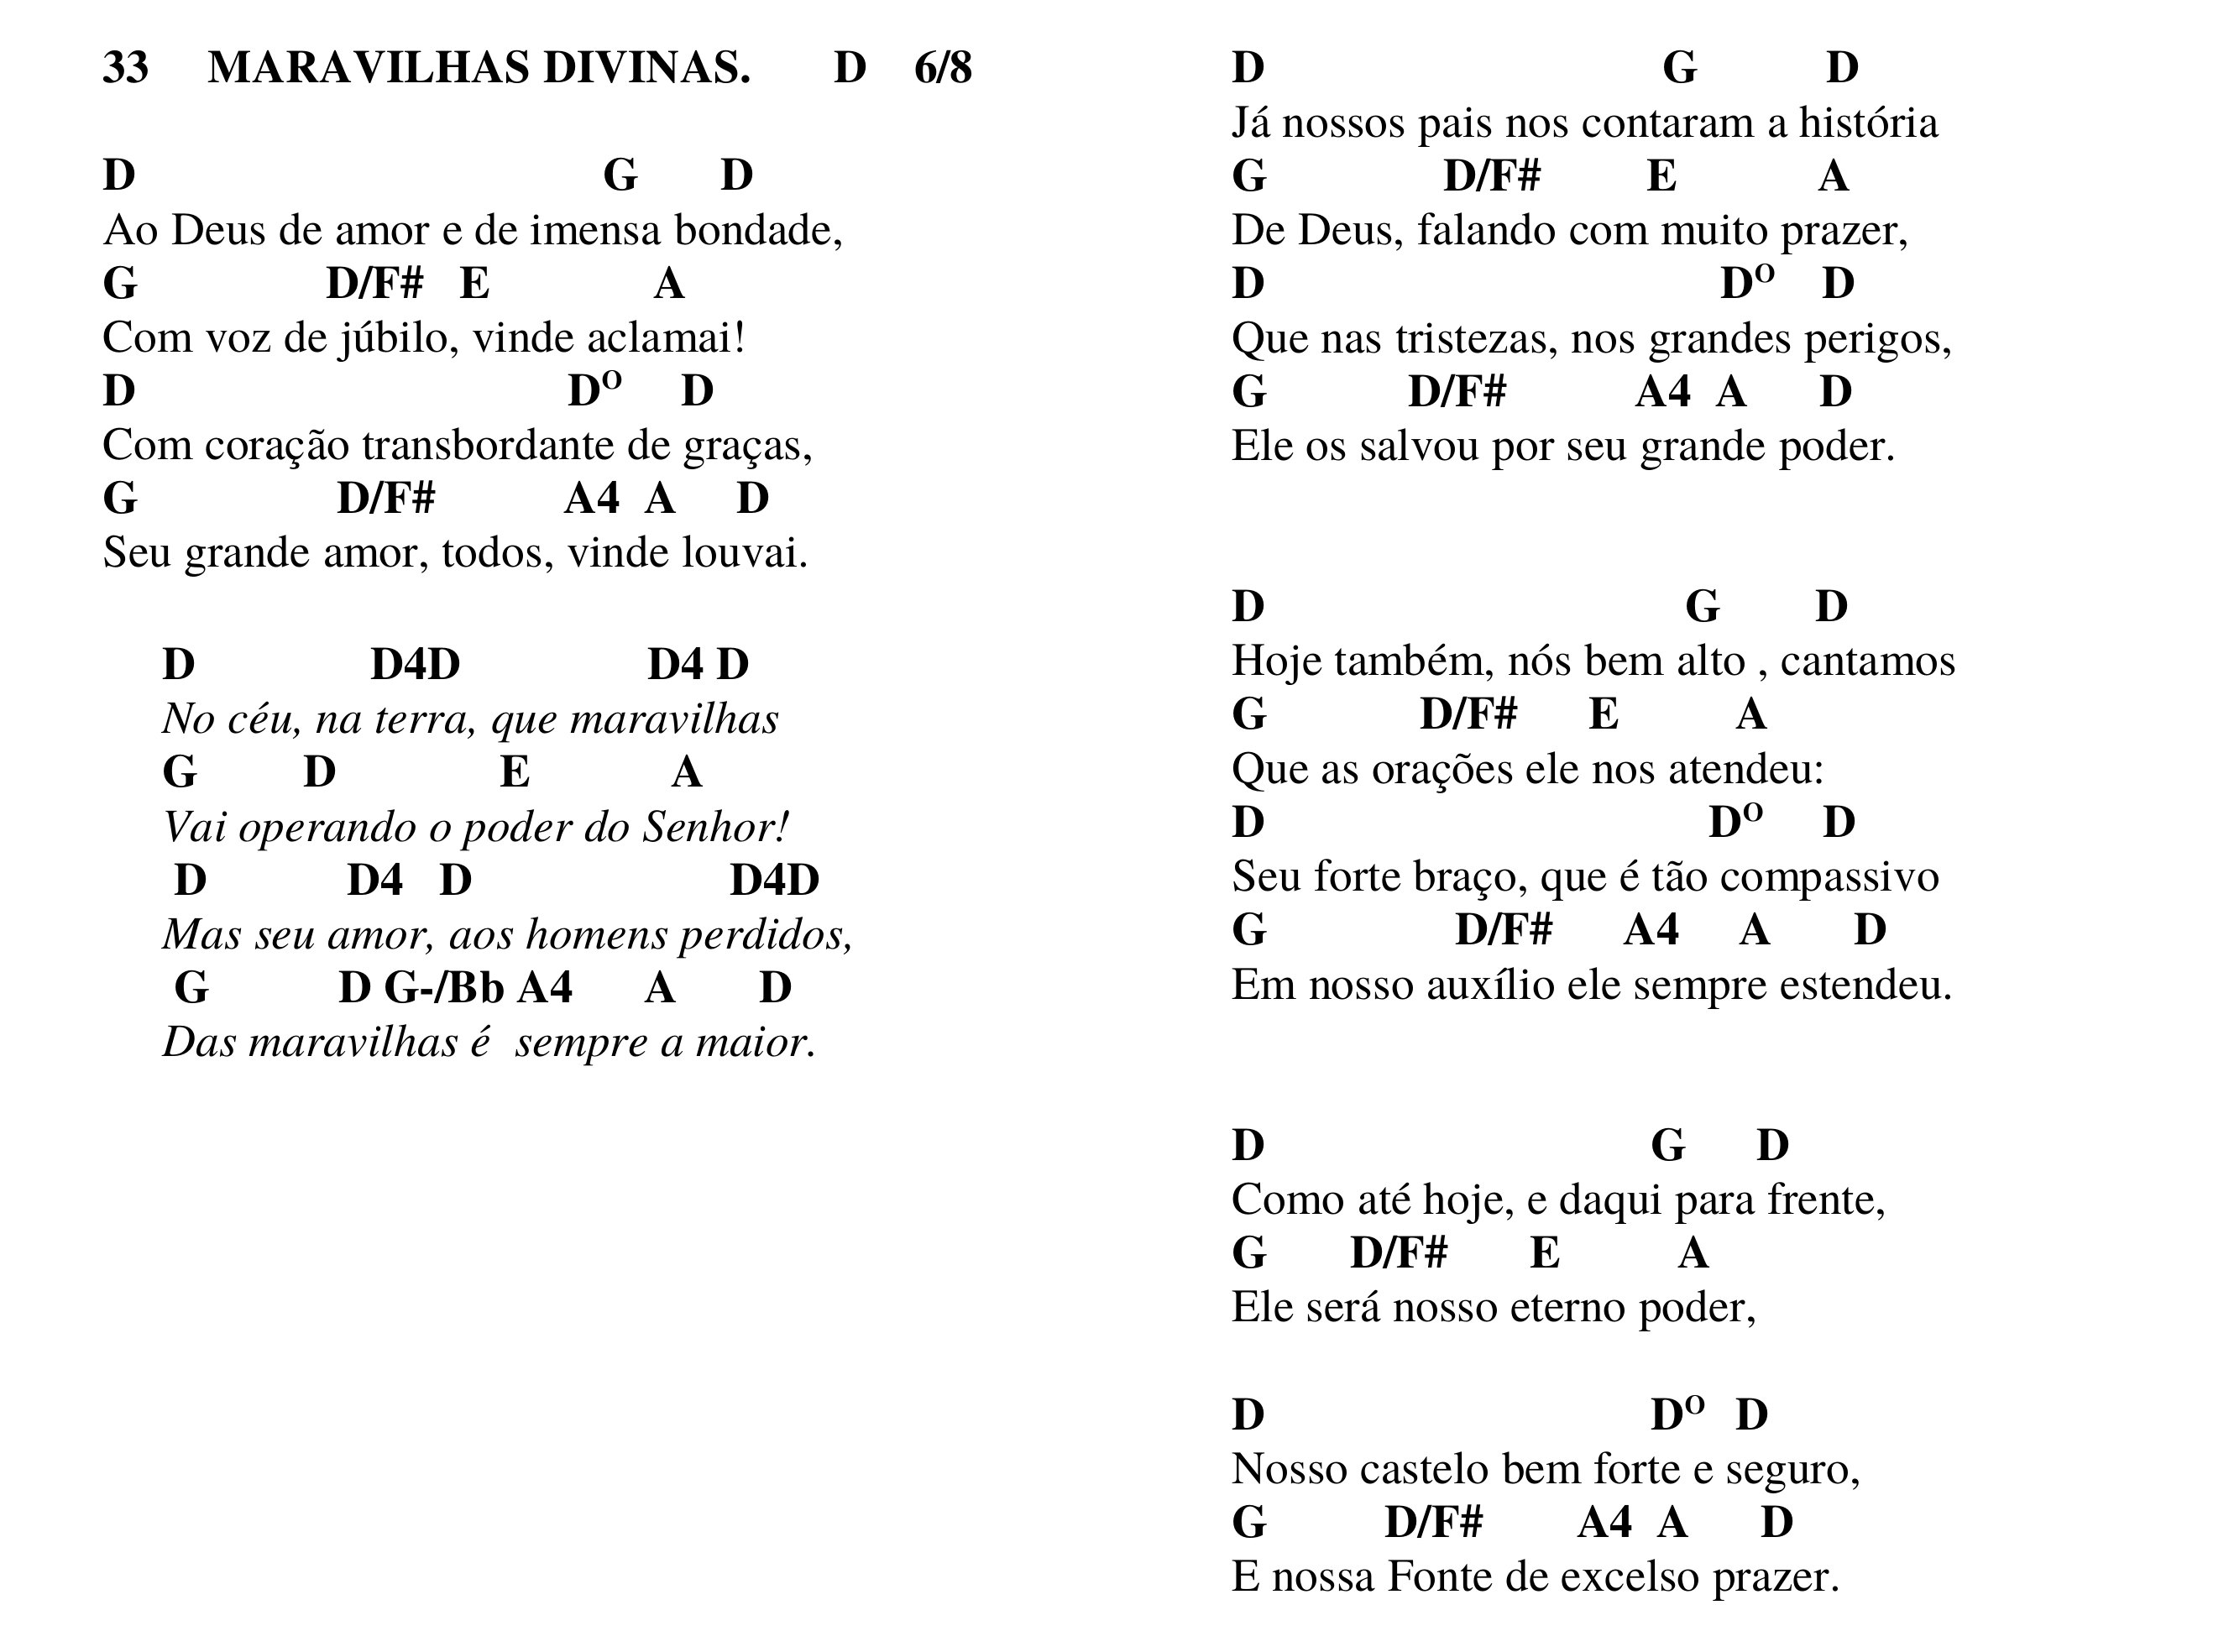 33 MARAVILHAS DIVINAS. D 6/8
D G D
Ao Deus de amor e de imensa bondade,
G D/F# E A
Com voz de júbilo, vinde aclamai!
D Dº D
Com coração transbordante de graças,
G D/F# A4 A D
Seu grande amor, todos, vinde louvai.
D D4D D4 D
No céu, na terra, que maravilhas
G D E A
Vai operando o poder do Senhor!
D D4 D D4D
Mas seu amor, aos homens perdidos,
G D G-/Bb A4 A D
Das maravilhas é sempre a maior.
D G D
Já nossos pais nos contaram a história
G D/F# E A
De Deus, falando com muito prazer,
D Dº D
Que nas tristezas, nos grandes perigos,
G D/F# A4 A D
Ele os salvou por seu grande poder.
D G D
Hoje também, nós bem alto , cantamos
G D/F# E A
Que as orações ele nos atendeu:
D Dº D
Seu forte braço, que é tão compassivo
G D/F# A4 A D
Em nosso auxílio ele sempre estendeu.
D G D
Como até hoje, e daqui para frente,
G D/F# E A
Ele será nosso eterno poder,
D Dº D
Nosso castelo bem forte e seguro,
G D/F# A4 A D
E nossa Fonte de excelso prazer.